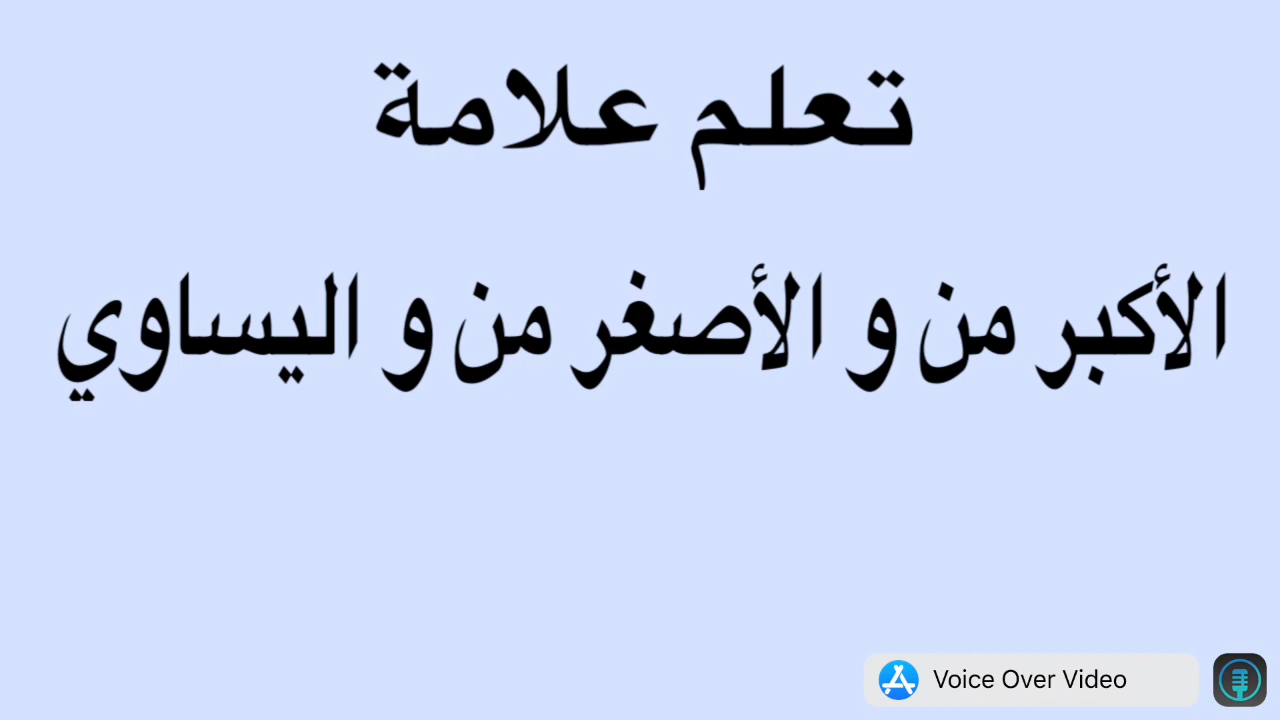 تعلم علامة
الأكبر من و الأصغر من و اليساوي
Voice Over Video